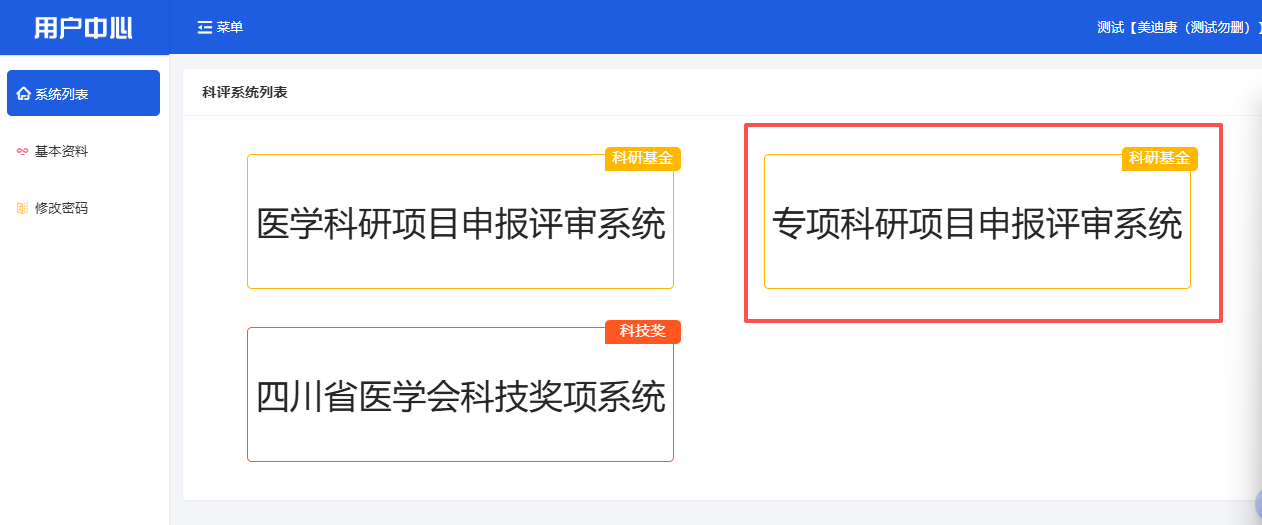 用户中心
菜单
测试【美迪康（测试勿删）】
系统列表
基本资料
修改密码
科评系统列表
科研基金
医学科研项目申报评审系统
科研基金
专项科研项目申报评审系统
科技奖
四川省医学会科技奖项系统